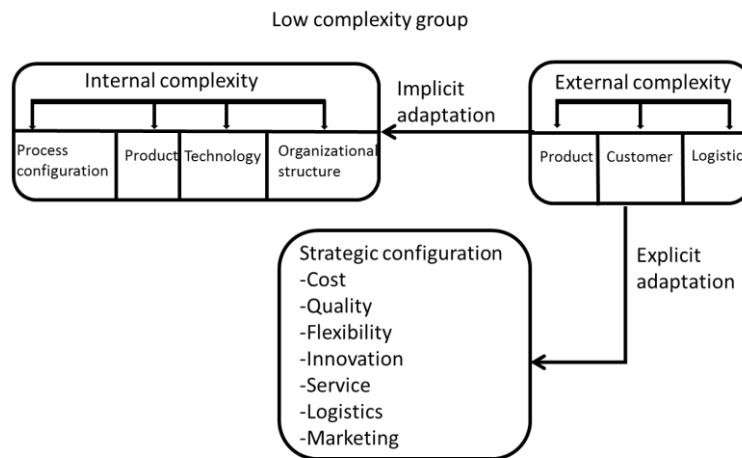 Low complexity group
Internal complexity
Process
configuration
Product
Technology
Organizational
structure
Implicit
adaptation
External complexity
Product
Customer
Logistic
Explicit
adaptation
Strategic configuration
-Cost
-Quality
-Flexibility
-Innovation
-Service
-Logistics
-Marketing